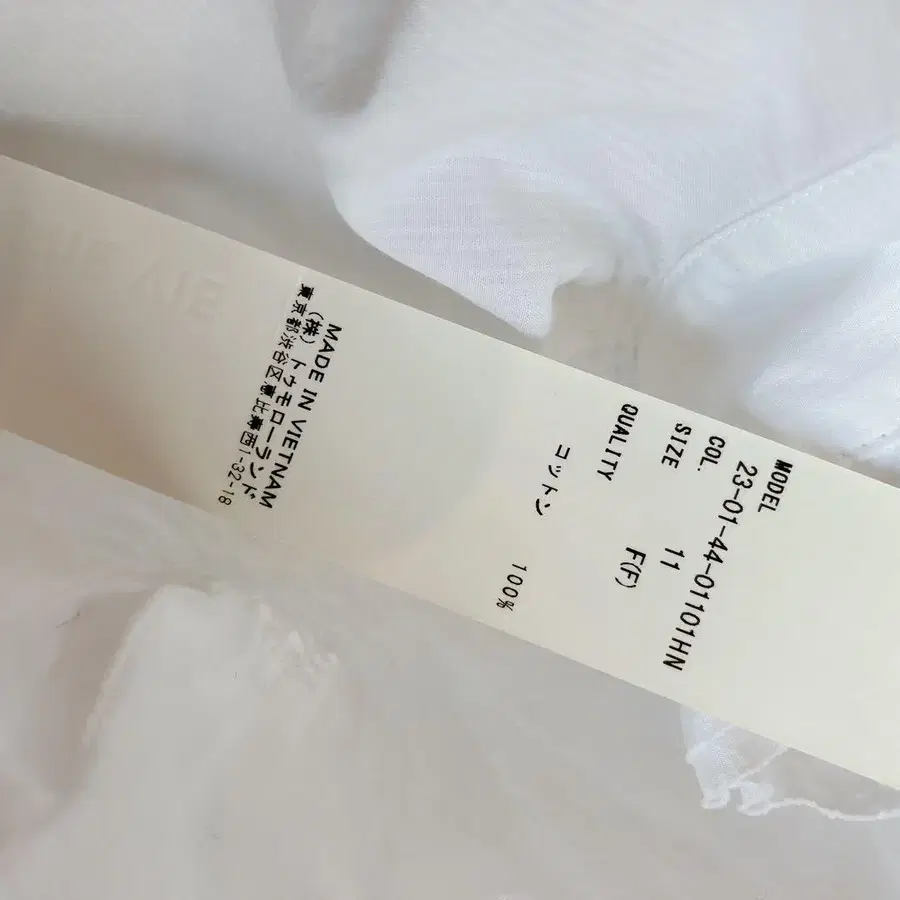 MODEL
23-01-44-01101HN
COL. 11
SIZE F(F)
QUALITY
コットン 100%
MADE IN VIETNAM
(株) トゥモローランド
東京都渋谷区恵比寿西1-32-18